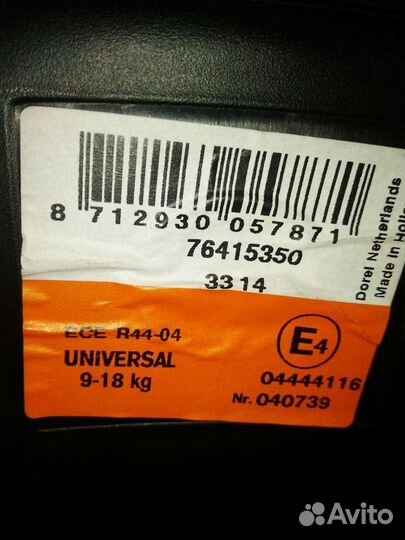 8 712930 057871
76415350
33 14
Dorel Netherlands
Made in
ECE R44-04
UNIVERSAL
9-18 kg
E4
04444116
Nr. 040739
Avito